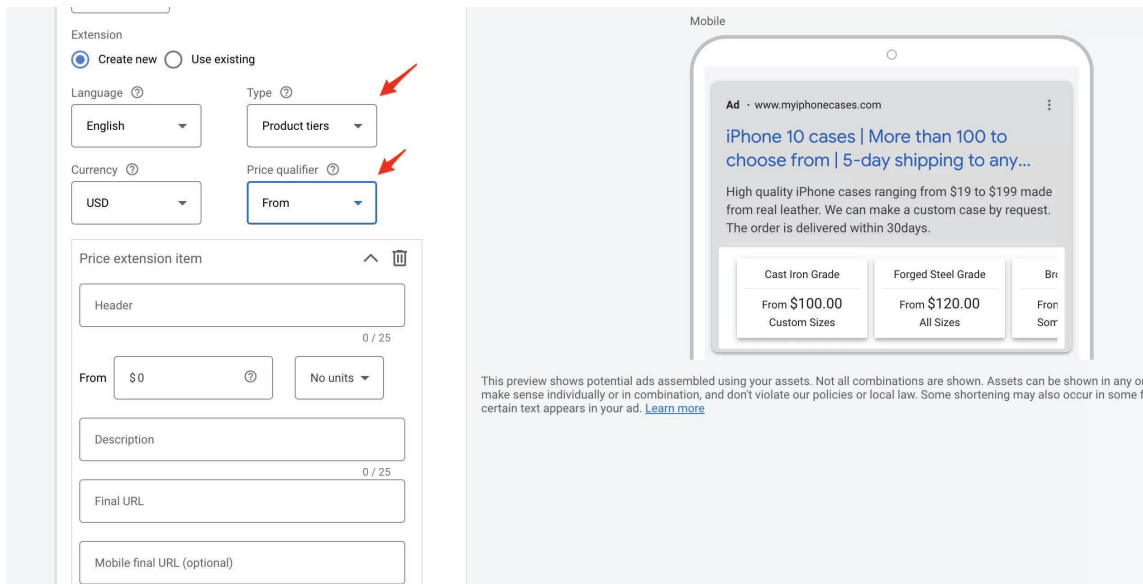 Extension
Create new Use existing
Language Type
English Product tiers
Currency Price qualifier
USD From
Price extension item
Header
0 / 25
From $0 No units
Description
0 / 25
Final URL
Mobile final URL (optional)
Mobile
Ad · www.myiphonecases.com
iPhone 10 cases | More than 100 to
choose from | 5-day shipping to any...
High quality iPhone cases ranging from $19 to $199 made
from real leather. We can make a custom case by request.
The order is delivered within 30days.
Cast Iron Grade Forged Steel Grade
From $100.00 From $120.00
Custom Sizes All Sizes
This preview shows potential ads assembled using your assets. Not all combinations are shown. Assets can be shown in any
make sense individually or in combination, and don't violate our policies or local law. Some shortening may also occur in some
certain text appears in your ad. Learn more